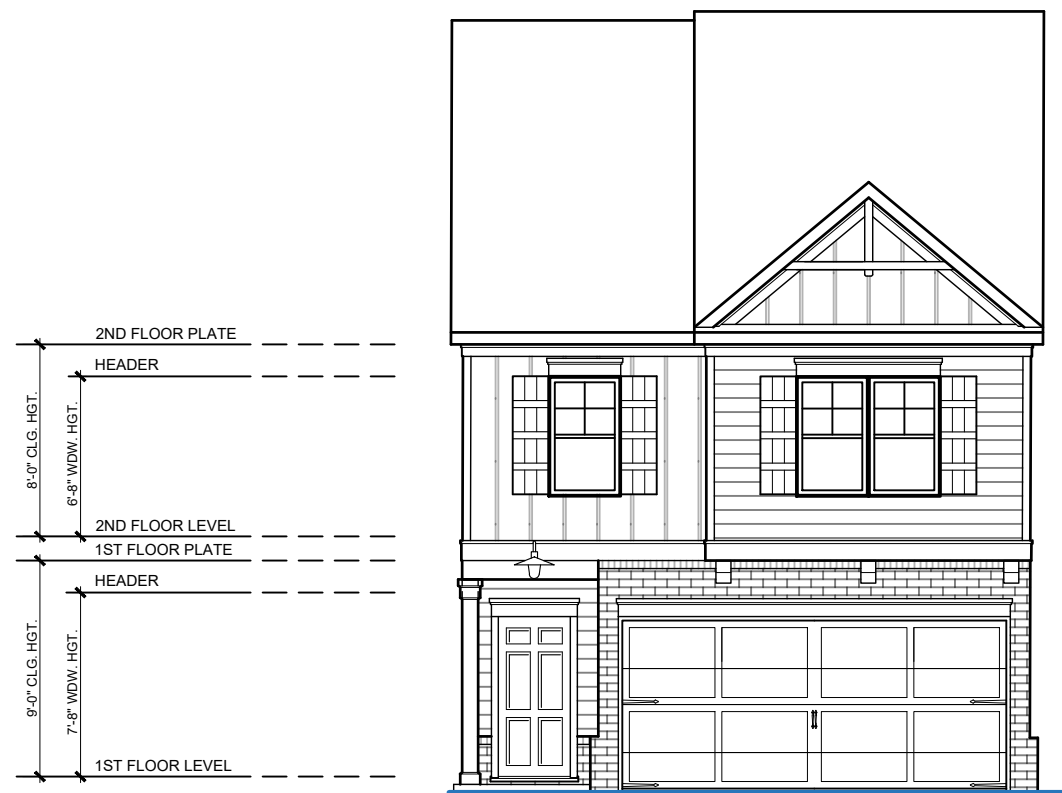 2ND FLOOR PLATE
HEADER
8'-0" CLG. HGT.
6'-8" WDW. HGT.
2ND FLOOR LEVEL
1ST FLOOR PLATE
HEADER
9'-0" CLG. HGT.
7'-8" WDW. HGT.
1ST FLOOR LEVEL